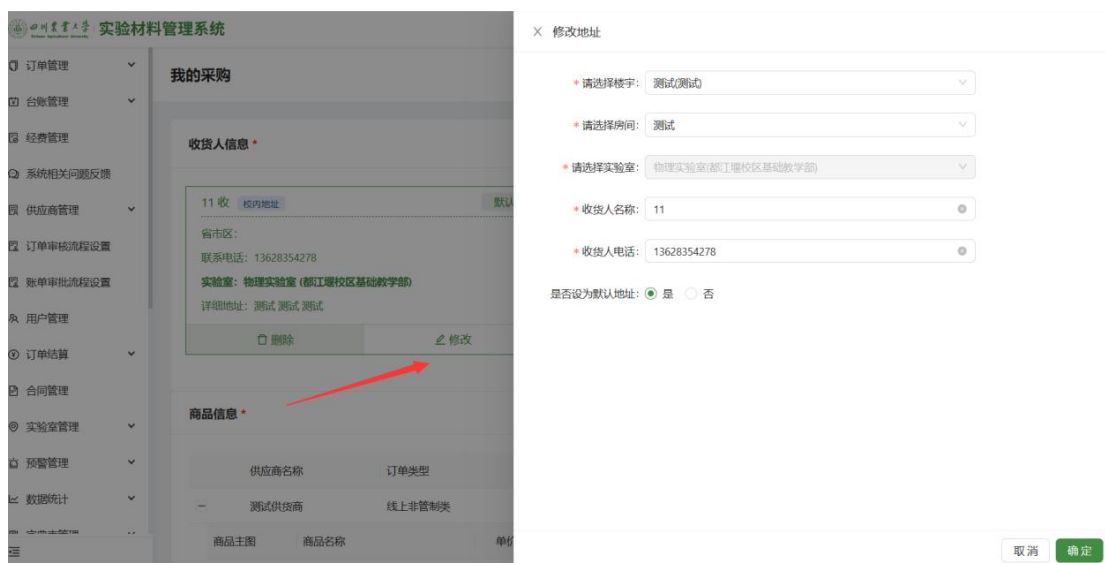 四川农业大学 实验材料管理系统
订单管理
台账管理
经费管理
系统相关问题反馈
供应商管理
订单审核流程设置
账单审批流程设置
用户管理
订单结算
合同管理
实验室管理
预警管理
数据统计
我的采购
收货人信息 *
11 收 校内地址 默认
省市区:
联系电话: 13628354278
实验室: 物理实验室 (都江堰校区基础教学部)
详细地址: 测试 测试 测试
删除 修改
商品信息 *
供应商名称 订单类型
测试供货商 线上非管制类
商品主图 商品名称 单价
X 修改地址
* 请选择楼宇: 测试(测试)
* 请选择房间: 测试
* 请选择实验室: 物理实验室(都江堰校区基础教学部)
* 收货人名称: 11
* 收货人电话: 13628354278
是否设为默认地址: 是 否
取消 确定